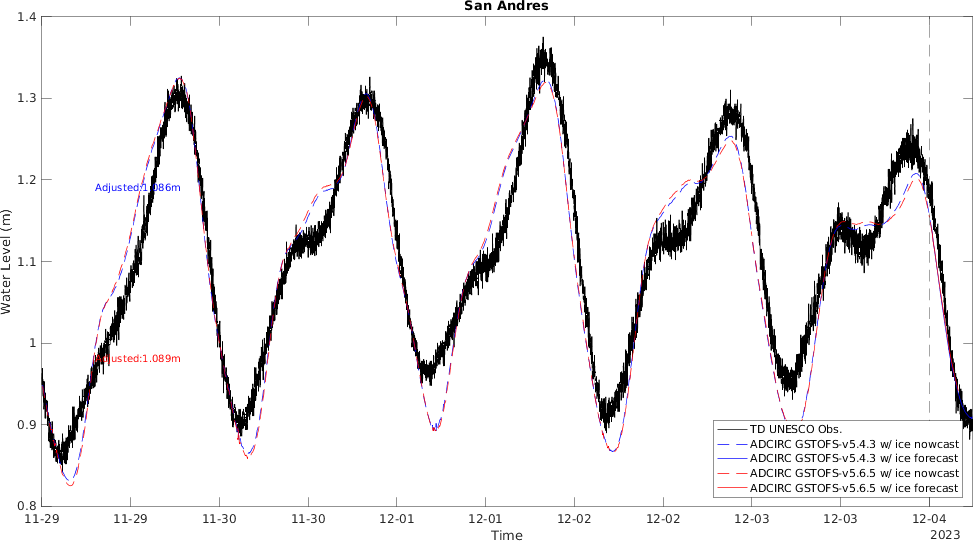 San Andres
1.4
1.3
1.2
1.1
1
0.9
0.8
Water Level (m)
Adjusted:1.086m
Adjusted:1.089m
TD UNESCO Obs.
ADCIRC GSTOFS-v5.4.3 w/ ice nowcast
ADCIRC GSTOFS-v5.4.3 w/ ice forecast
ADCIRC GSTOFS-v5.6.5 w/ ice nowcast
ADCIRC GSTOFS-v5.6.5 w/ ice forecast
11-29 11-29 11-30 11-30 12-01 12-01 12-02 12-02 12-03 12-03 12-04
Time
2023